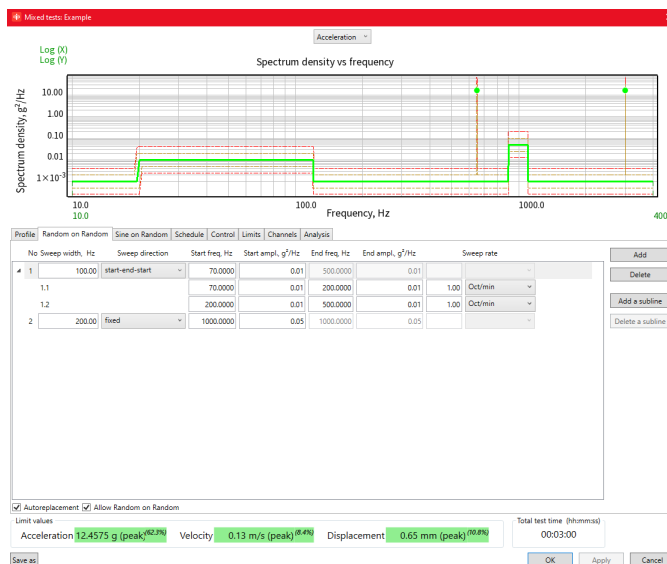 Mixed tests: Example
Acceleration
Log (X)
Log (Y)
Spectrum density vs frequency
Spectrum density, g²/Hz
10.00
1.00
0.10
0.01
1×10⁻³
10.0 100.0 1000.0
Frequency, Hz
10.0 400
Profile Random on Random Sine on Random Schedule Control Limits Channels Analysis
No Sweep width, Hz Sweep direction Start freq, Hz Start ampl., g²/Hz End freq, Hz End ampl., g²/Hz Sweep rate
1 100.00 start-end-start 70.0000 0.01 500.0000 0.01
1.1 70.0000 0.01 200.0000 0.01 1.00 Oct/min
1.2 200.0000 0.01 500.0000 0.01 1.00 Oct/min
2 200.00 fixed 1000.0000 0.05 1000.0000 0.05
Add
Delete
Add a subline
Delete a subline
Autoreplacement Allow Random on Random
Limit values
Acceleration 12.4575 g (peak) (62.3%) Velocity 0.13 m/s (peak) (8.4%) Displacement 0.65 mm (peak) (10.8%)
Total test time (hh:mm:ss)
00:03:00
Save as OK Apply Cancel